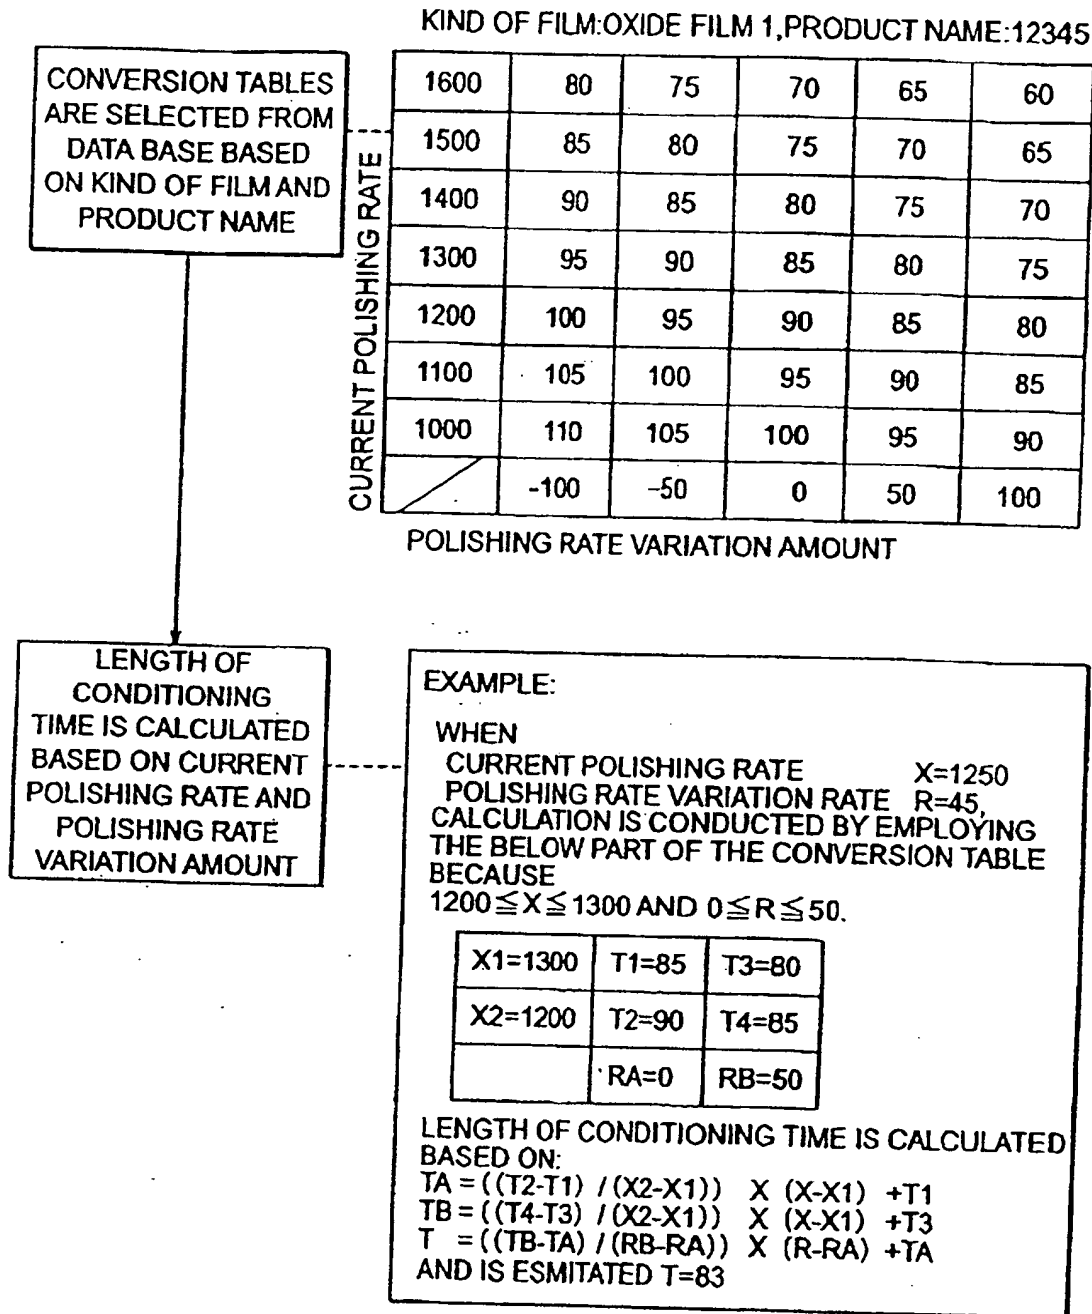 KIND OF FILM:OXIDE FILM 1,PRODUCT NAME:12345
CONVERSION TABLES
ARE SELECTED FROM
DATA BASE BASED
ON KIND OF FILM AND
PRODUCT NAME
CURRENT POLISHING RATE
1600 80 75 70 65 60
1500 85 80 75 70 65
1400 90 85 80 75 70
1300 95 90 85 80 75
1200 100 95 90 85 80
1100 105 100 95 90 85
1000 110 105 100 95 90
-100 -50 0 50 100
POLISHING RATE VARIATION AMOUNT
LENGTH OF
CONDITIONING
TIME IS CALCULATED
BASED ON CURRENT
POLISHING RATE AND
POLISHING RATE
VARIATION AMOUNT
EXAMPLE:
WHEN
CURRENT POLISHING RATE X=1250
POLISHING RATE VARIATION RATE R=45,
CALCULATION IS CONDUCTED BY EMPLOYING
THE BELOW PART OF THE CONVERSION TABLE
BECAUSE
1200≦X≦1300 AND 0≦R≦50.
X1=1300 T1=85 T3=80
X2=1200 T2=90 T4=85
RA=0 RB=50
LENGTH OF CONDITIONING TIME IS CALCULATED
BASED ON:
TA = ((T2-T1) / (X2-X1)) X (X-X1) +T1
TB = ((T4-T3) / (X2-X1)) X (X-X1) +T3
T = ((TB-TA) / (RB-RA)) X (R-RA) +TA
AND IS ESMITATED T=83